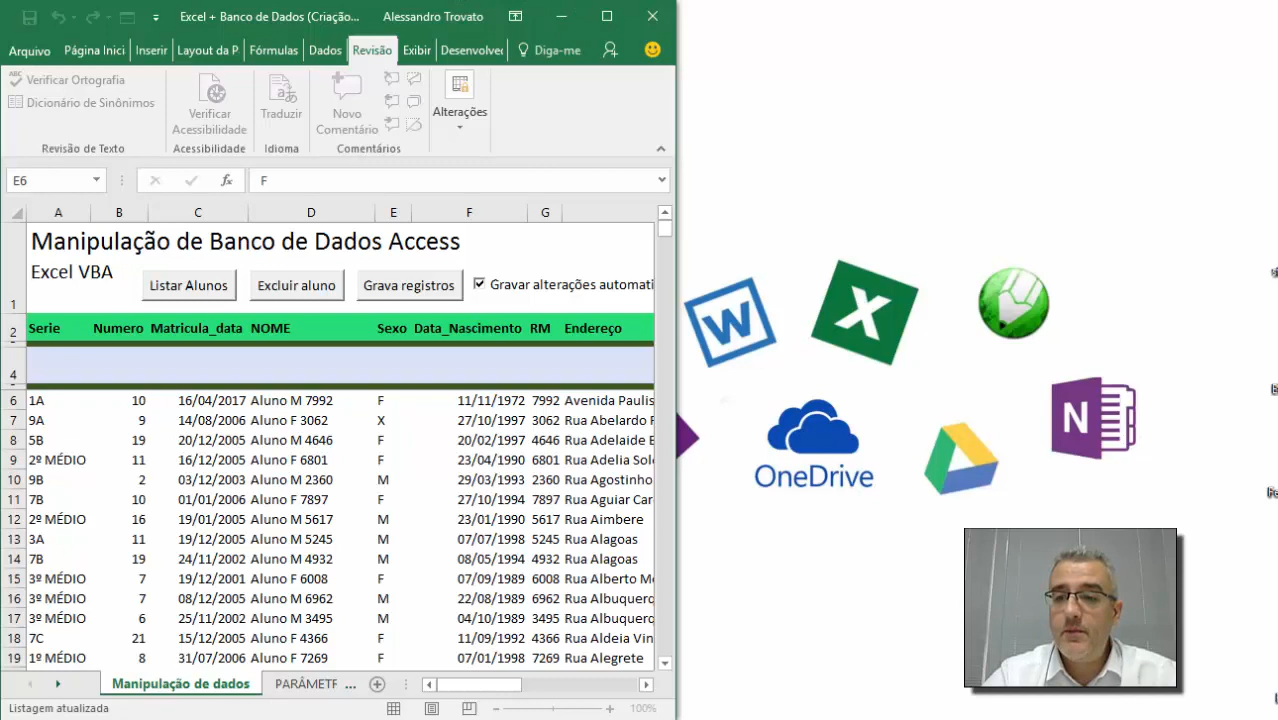 Excel + Banco de Dados (Criação... Alessandro Trovato
Arquivo Página Inici Inserir Layout da P Fórmulas Dados Revisão Exibir Desenvolvec Diga-me
ABC Verificar Ortografia
Dicionário de Sinônimos
Verificar Acessibilidade
Traduzir
Novo Comentário
Alterações
Revisão de Texto Acessibilidade Idioma Comentários
E6 fx F
A B C D E F G
Manipulação de Banco de Dados Access
Excel VBA
Listar Alunos Excluir aluno Grava registros Gravar alterações automati
1
2 Serie Numero Matricula_data NOME Sexo Data_Nascimento RM Endereço
4
6 1A 10 16/04/2017 Aluno M 7992 F 11/11/1972 7992 Avenida Paulis
7 9A 9 14/08/2006 Aluno F 3062 X 27/10/1997 3062 Rua Abelardo F
8 5B 19 20/12/2005 Aluno M 4646 F 20/02/1997 4646 Rua Adelaide B
9 2º MÉDIO 11 16/12/2005 Aluno F 6801 F 23/04/1990 6801 Rua Adelia Sol
10 9B 2 03/12/2003 Aluno M 2360 M 29/03/1993 2360 Rua Agostinho
11 7B 10 01/01/2006 Aluno F 7897 F 27/10/1994 7897 Rua Aguiar Car
12 2º MÉDIO 16 19/01/2005 Aluno M 5617 F 23/01/1990 5617 Rua Aimbere
13 3A 11 19/12/2005 Aluno M 5245 M 07/07/1998 5245 Rua Alagoas
14 7B 19 24/11/2002 Aluno M 4932 M 08/05/1994 4932 Rua Alagoas
15 3º MÉDIO 7 19/12/2001 Aluno F 6008 F 07/09/1989 6008 Rua Alberto Mo
16 3º MÉDIO 7 08/12/2005 Aluno M 6962 M 22/08/1989 6962 Rua Albuquerq
17 3º MÉDIO 6 25/11/2002 Aluno M 3495 M 04/10/1989 3495 Rua Albuquerq
18 7C 21 15/12/2005 Aluno F 4366 F 11/09/1992 4366 Rua Aldeia Vin
19 1º MÉDIO 8 31/07/2006 Aluno F 7269 F 07/01/1998 7269 Rua Alegrete
Manipulação de dados PARÂMETR ...
Listagem atualizada 100%
W
X
OneDrive
N